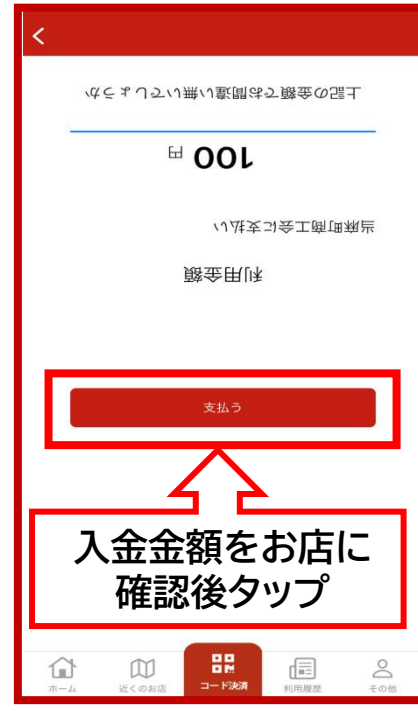 利用金額
当麻町商工会に支払い
100 円
上記の金額でお間違い無いでしょうか
支払う
入金金額をお店に
確認後タップ
ホーム
近くのお店
コード決済
利用履歴
その他